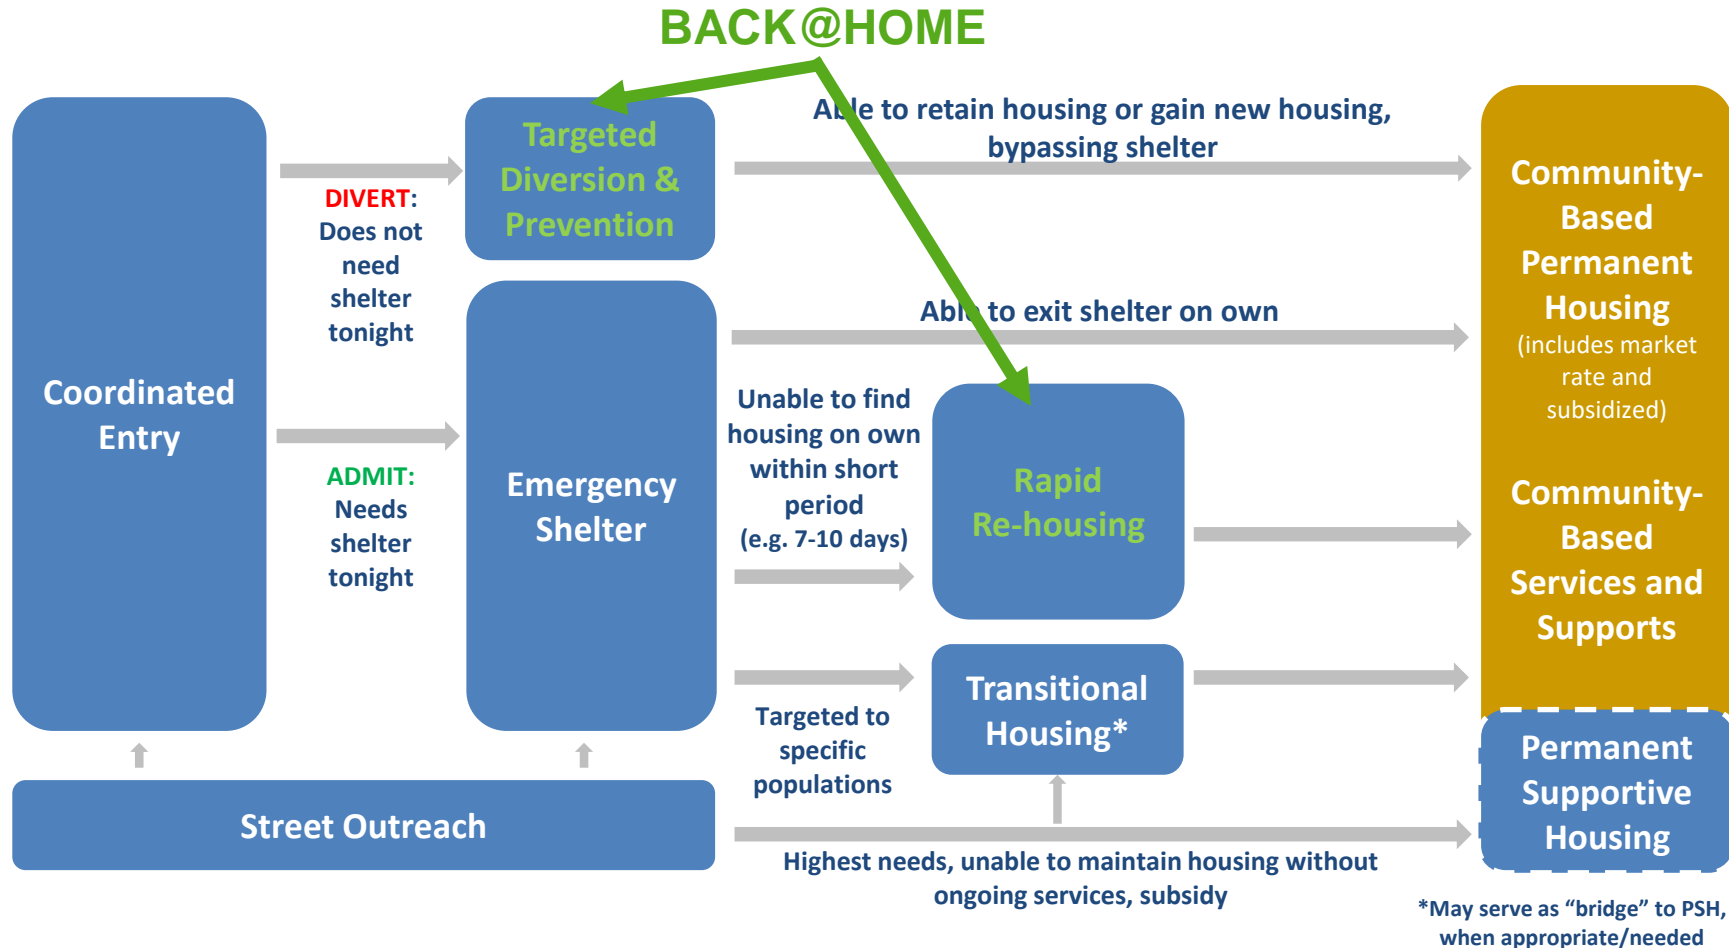 BACK@HOME
Coordinated
Entry
DIVERT:
Does not
need
shelter
tonight
ADMIT:
Needs
shelter
tonight
Targeted
Diversion &
Prevention
Emergency
Shelter
Street Outreach
Able to retain housing or gain new housing,
bypassing shelter
Able to exit shelter on own
Unable to find
housing on own
within short
period
(e.g. 7-10 days)
Rapid
Re-housing
Targeted to
specific
populations
Transitional
Housing*
Highest needs, unable to maintain housing without
ongoing services, subsidy
Community-
Based
Permanent
Housing
(includes market
rate and
subsidized)
Community-
Based
Services and
Supports
Permanent
Supportive
Housing
*May serve as “bridge” to PSH,
when appropriate/needed